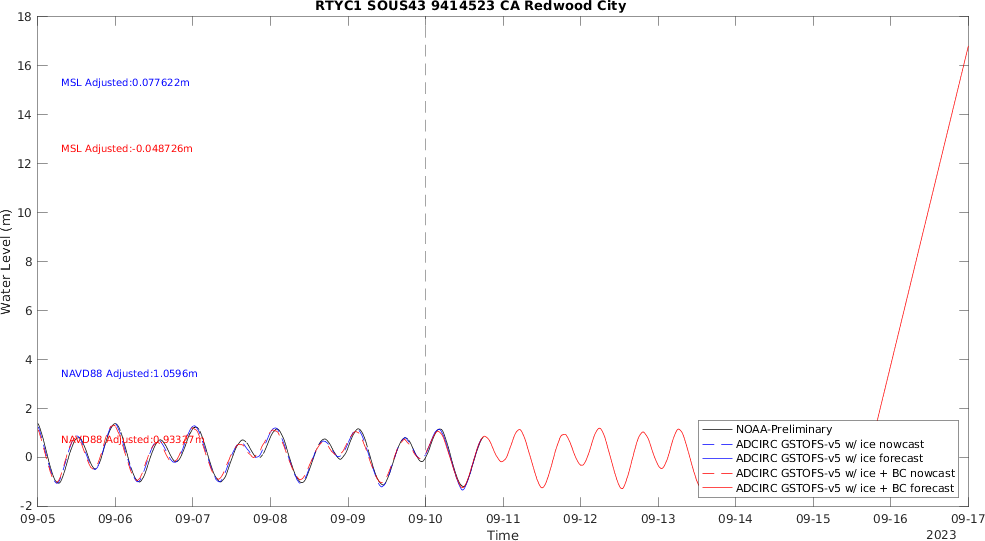 RTYC1 SOUS43 9414523 CA Redwood City
18
16
14
12
10
8
6
4
2
0
-2
Water Level (m)
MSL Adjusted:0.077622m
MSL Adjusted:-0.048726m
NAVD88 Adjusted:1.0596m
NAVD88 Adjusted:0.93327m
NOAA-Preliminary
ADCIRC GSTOFS-v5 w/ ice nowcast
ADCIRC GSTOFS-v5 w/ ice forecast
ADCIRC GSTOFS-v5 w/ ice + BC nowcast
ADCIRC GSTOFS-v5 w/ ice + BC forecast
09-05 09-06 09-07 09-08 09-09 09-10 09-11 09-12 09-13 09-14 09-15 09-16 09-17
Time
2023